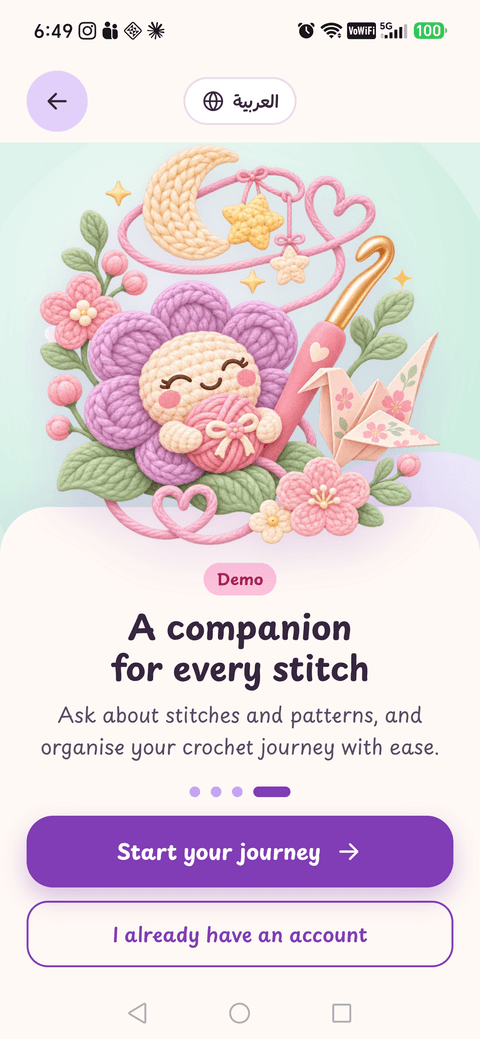 6:49 VoWiFi 5G 100
العربية
Demo
A companion
for every stitch
Ask about stitches and patterns, and
organise your crochet journey with ease.
Start your journey
I already have an account